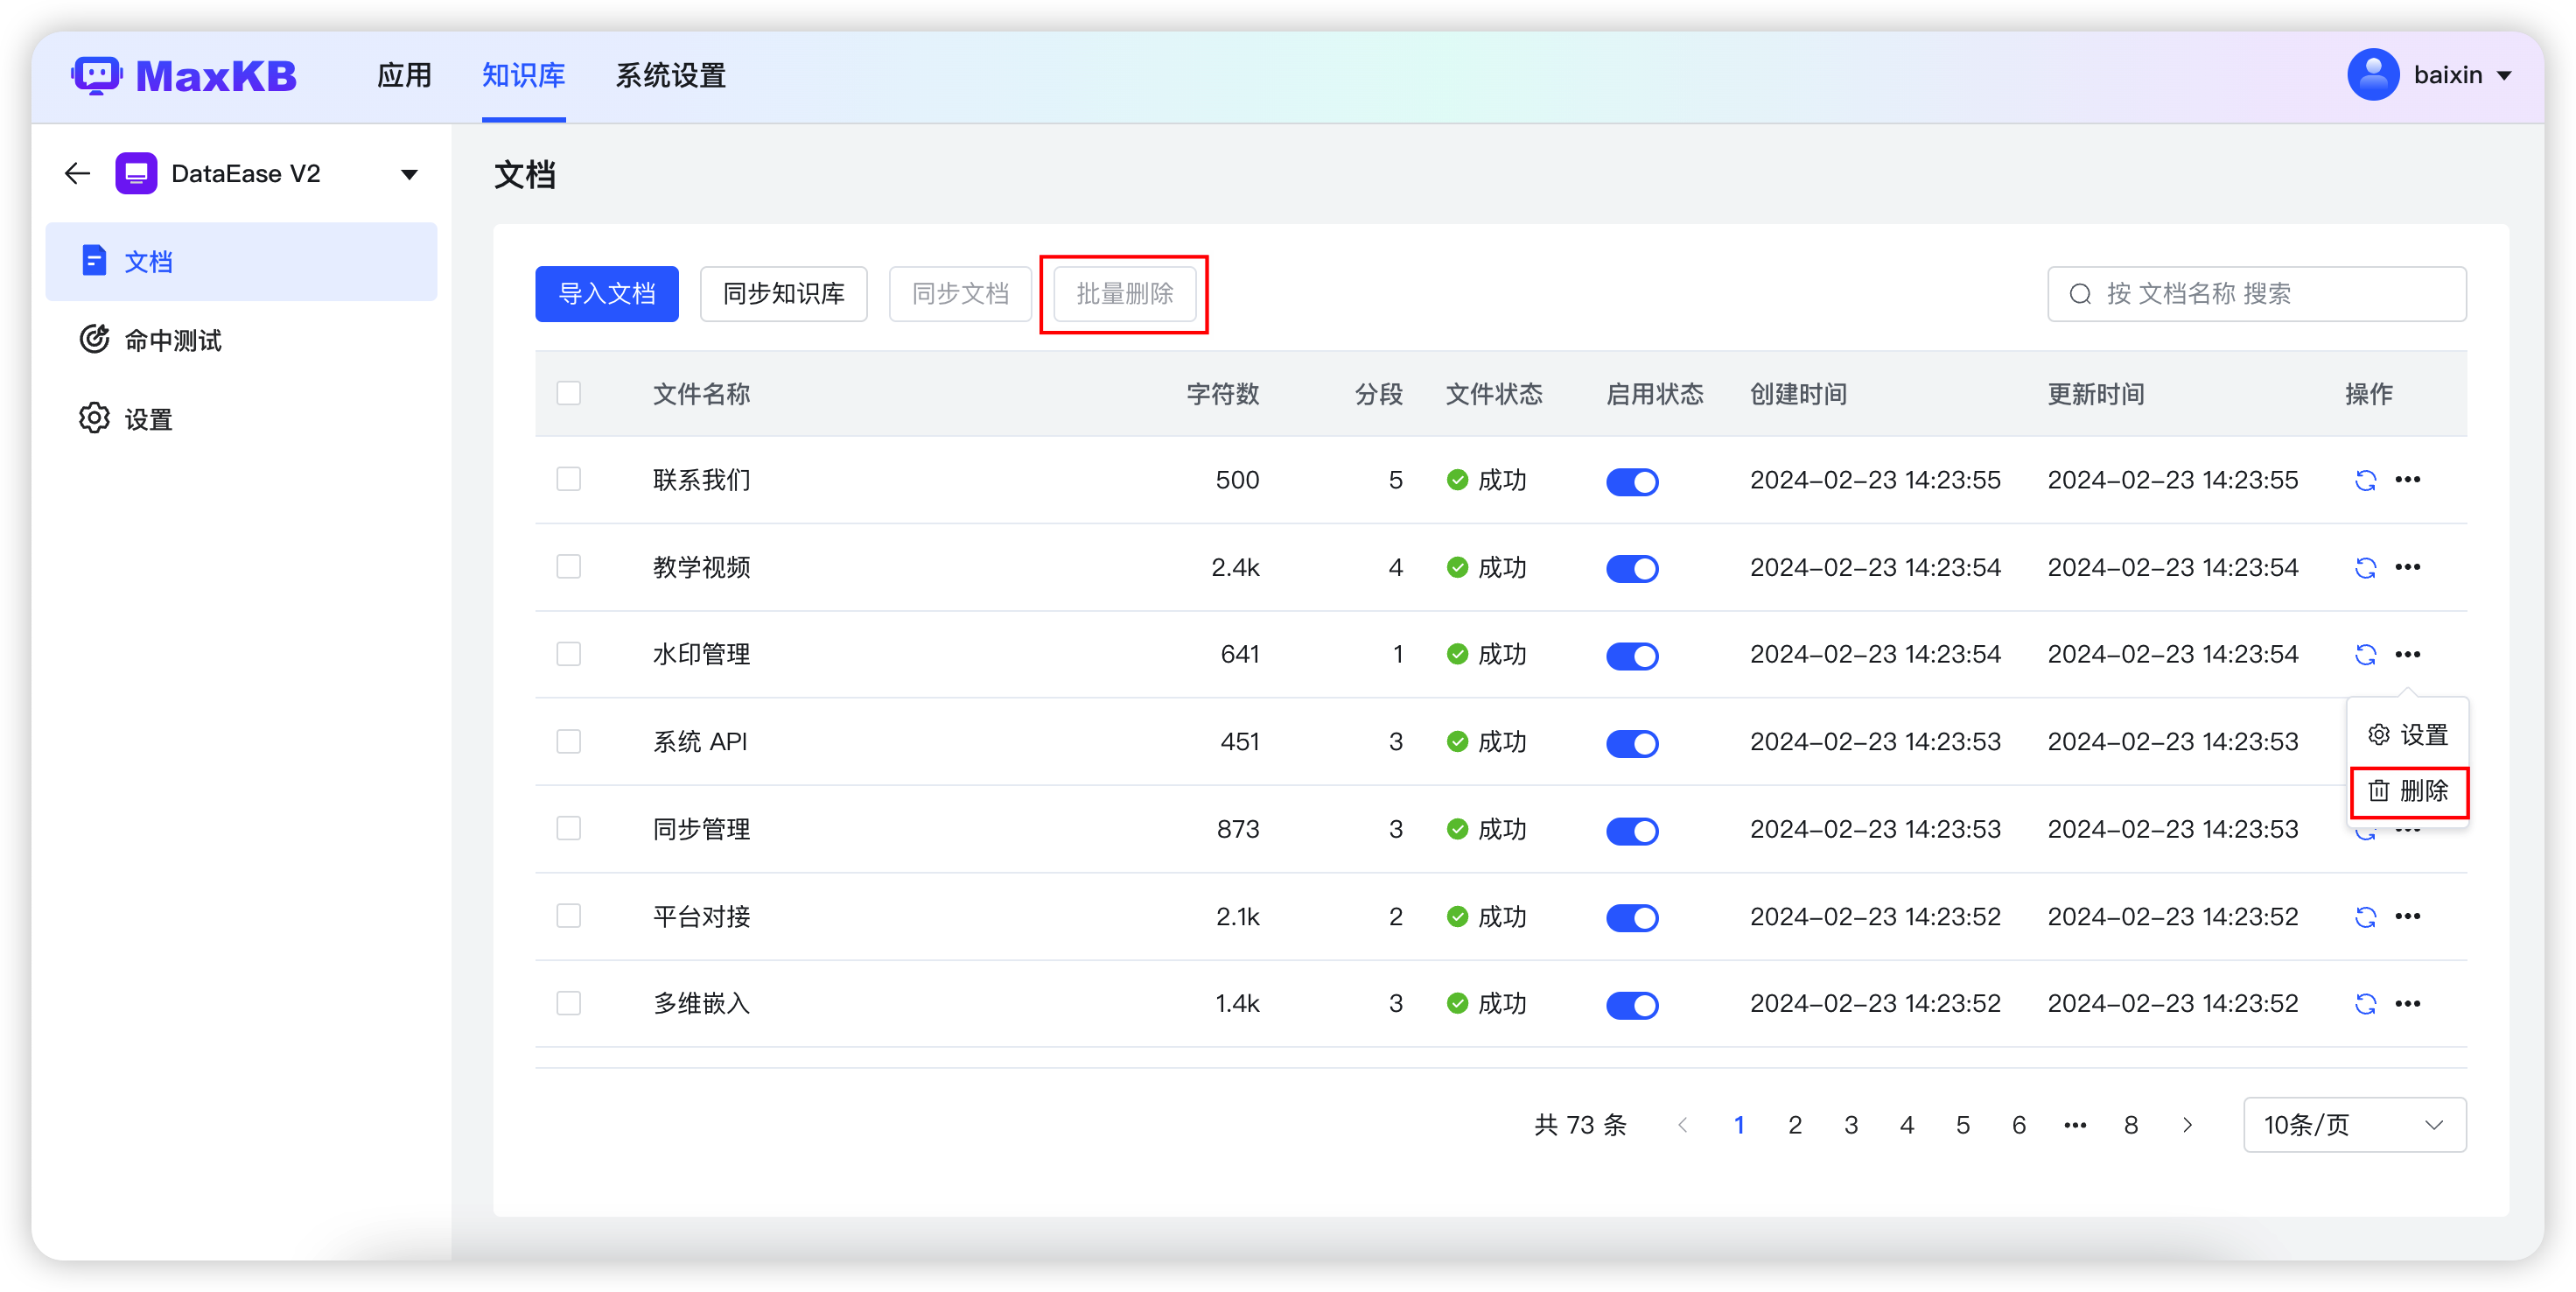 MaxKB 应用 知识库 系统设置 baixin
DataEase V2
文档
命中测试
设置
文档
导入文档 同步知识库 同步文档 批量删除 按 文档名称 搜索
文件名称 字符数 分段 文件状态 启用状态 创建时间 更新时间 操作
联系我们 500 5 成功 2024-02-23 14:23:55 2024-02-23 14:23:55
教学视频 2.4k 4 成功 2024-02-23 14:23:54 2024-02-23 14:23:54
水印管理 641 1 成功 2024-02-23 14:23:54 2024-02-23 14:23:54
系统 API 451 3 成功 2024-02-23 14:23:53 2024-02-23 14:23:53
设置
删除
同步管理 873 3 成功 2024-02-23 14:23:53 2024-02-23 14:23:53
平台对接 2.1k 2 成功 2024-02-23 14:23:52 2024-02-23 14:23:52
多维嵌入 1.4k 3 成功 2024-02-23 14:23:52 2024-02-23 14:23:52
共 73 条 1 2 3 4 5 6 ••• 8 10条/页